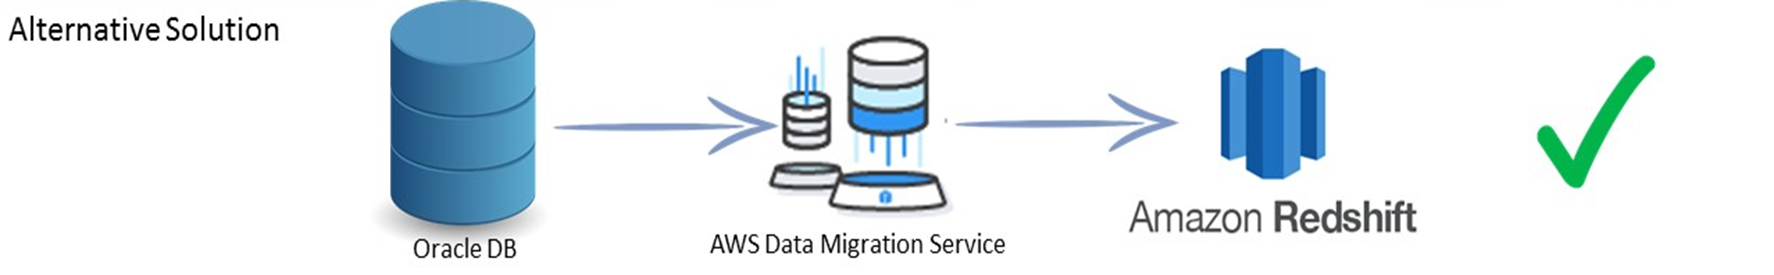 Alternative Solution
Oracle DB
AWS Data Migration Service
Amazon Redshift